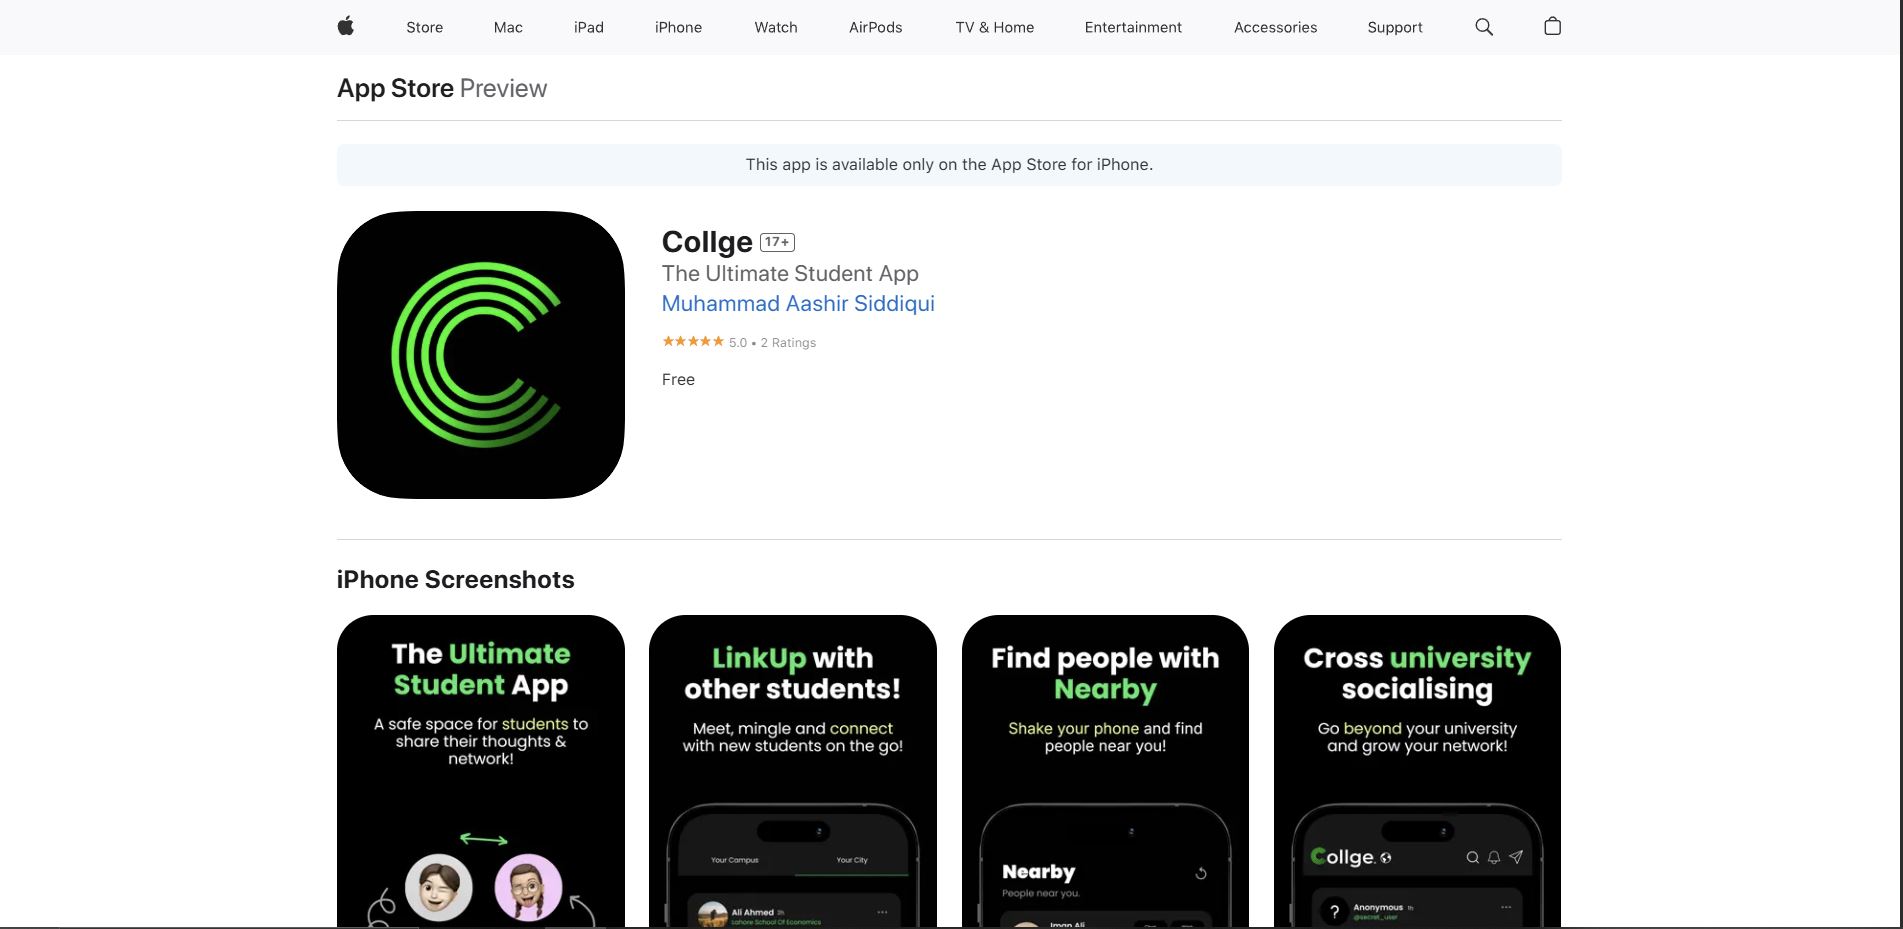 Store Mac iPad iPhone Watch AirPods TV & Home Entertainment Accessories Support
App Store Preview
This app is available only on the App Store for iPhone.
Collge 17+
The Ultimate Student App
Muhammad Aashir Siddiqui
5.0 • 2 Ratings
Free
iPhone Screenshots
The Ultimate
Student App
A safe space for students to
share their thoughts &
network!
LinkUp with
other students!
Meet, mingle and connect
with new students on the go!
Your Campus Your City
Ali Ahmed 3h
Lahore School Of Economics
Find people with
Nearby
Shake your phone and find
people near you!
Nearby
People near you.
Iman Ali
Cross university
socialising
Go beyond your university
and grow your network!
Collge.
Anonymous 1h
@secret_user